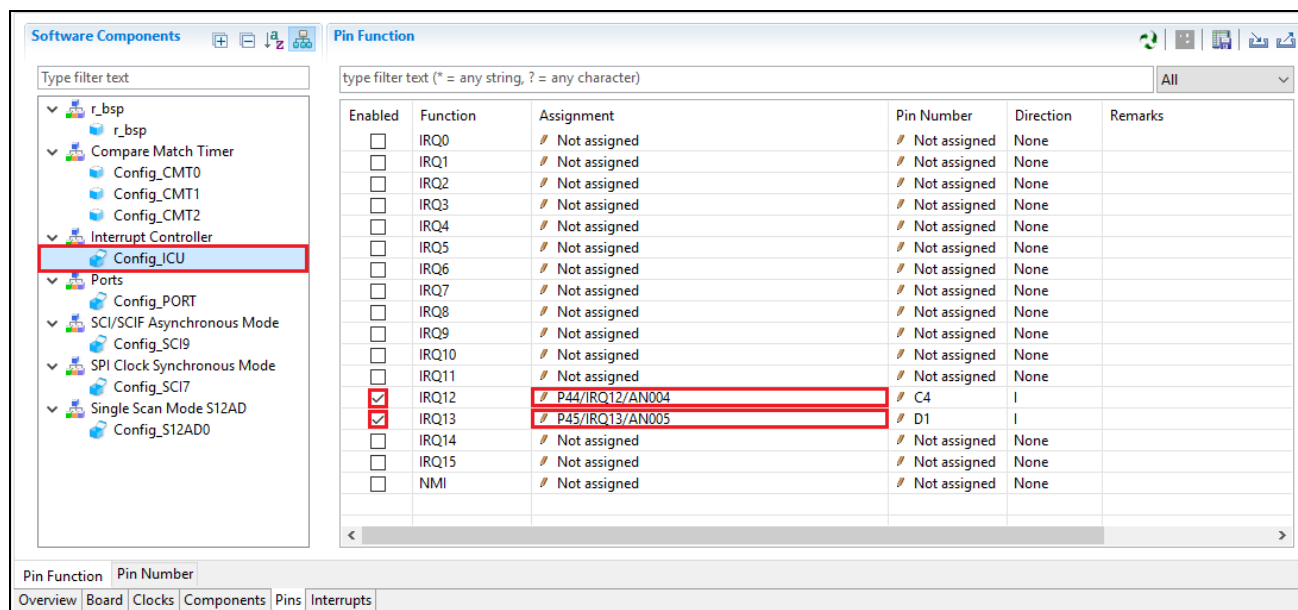 Software Components
Type filter text
r_bsp
r_bsp
Compare Match Timer
Config_CMT0
Config_CMT1
Config_CMT2
Interrupt Controller
Config_ICU
Ports
Config_PORT
SCI/SCIF Asynchronous Mode
Config_SCI9
SPI Clock Synchronous Mode
Config_SCI7
Single Scan Mode S12AD
Config_S12AD0
Pin Function
type filter text (* = any string, ? = any character) All
Enabled Function Assignment Pin Number Direction Remarks
IRQ0 Not assigned Not assigned None
IRQ1 Not assigned Not assigned None
IRQ2 Not assigned Not assigned None
IRQ3 Not assigned Not assigned None
IRQ4 Not assigned Not assigned None
IRQ5 Not assigned Not assigned None
IRQ6 Not assigned Not assigned None
IRQ7 Not assigned Not assigned None
IRQ8 Not assigned Not assigned None
IRQ9 Not assigned Not assigned None
IRQ10 Not assigned Not assigned None
IRQ11 Not assigned Not assigned None
IRQ12 P44/IRQ12/AN004 C4 I
IRQ13 P45/IRQ13/AN005 D1 I
IRQ14 Not assigned Not assigned None
IRQ15 Not assigned Not assigned None
NMI Not assigned Not assigned None
Pin Function Pin Number
Overview Board Clocks Components Pins Interrupts